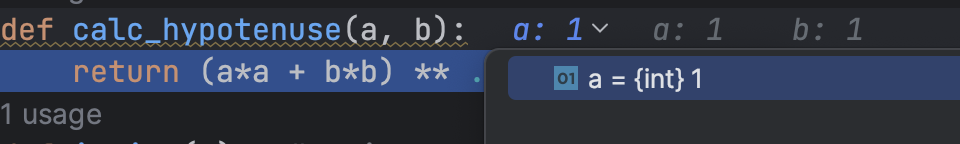 def calc_hypotenuse(a, b):   a: 1   a: 1   b: 1
return (a*a + b*b) ** .
01 a = {int} 1
1 usage